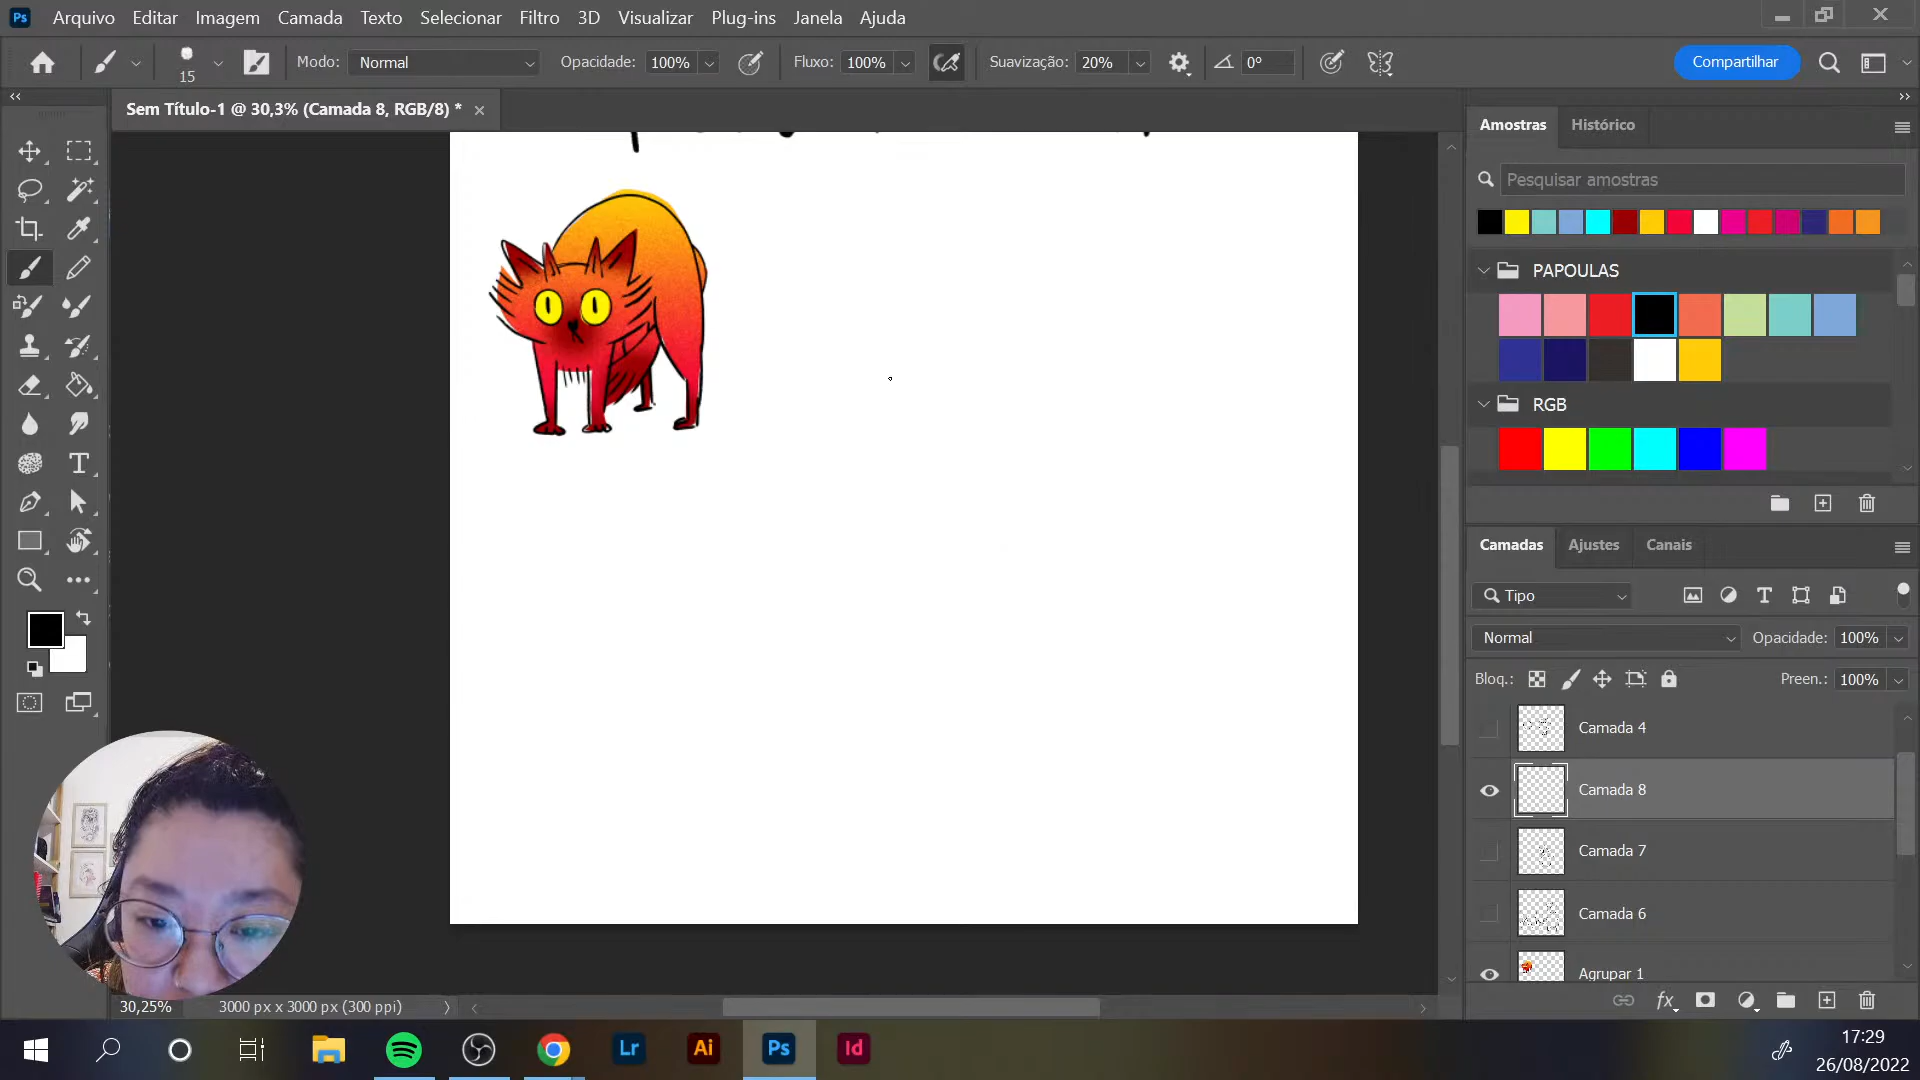 Ps Arquivo Editar Imagem Camada Texto Selecionar Filtro 3D Visualizar Plug-ins Janela Ajuda
15 Modo: Normal Opacidade: 100% Fluxo: 100% Suavização: 20% 0° Compartilhar
Sem Título-1 @ 30,3% (Camada 8, RGB/8) *
Amostras Histórico
Pesquisar amostras
PAPOULAS
RGB
Camadas Ajustes Canais
Tipo
Normal Opacidade: 100%
Bloq.: Preen.: 100%
Camada 4
Camada 8
Camada 7
Camada 6
Agrupar 1
fx
30,25% 3000 px x 3000 px (300 ppi)
Lr Ai Ps Id
17:29
26/08/2022